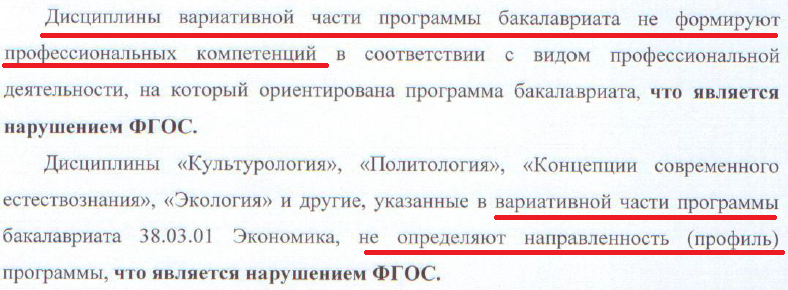 Дисциплины вариативной части программы бакалавриата не формируют
профессиональных компетенций в соответствии с видом профессиональной
деятельности, на который ориентирована программа бакалавриата, что является
нарушением ФГОС.
Дисциплины «Культурология», «Политология», «Концепции современного
естествознания», «Экология» и другие, указанные в вариативной части программы
бакалавриата 38.03.01 Экономика, не определяют направленность (профиль)
программы, что является нарушением ФГОС.